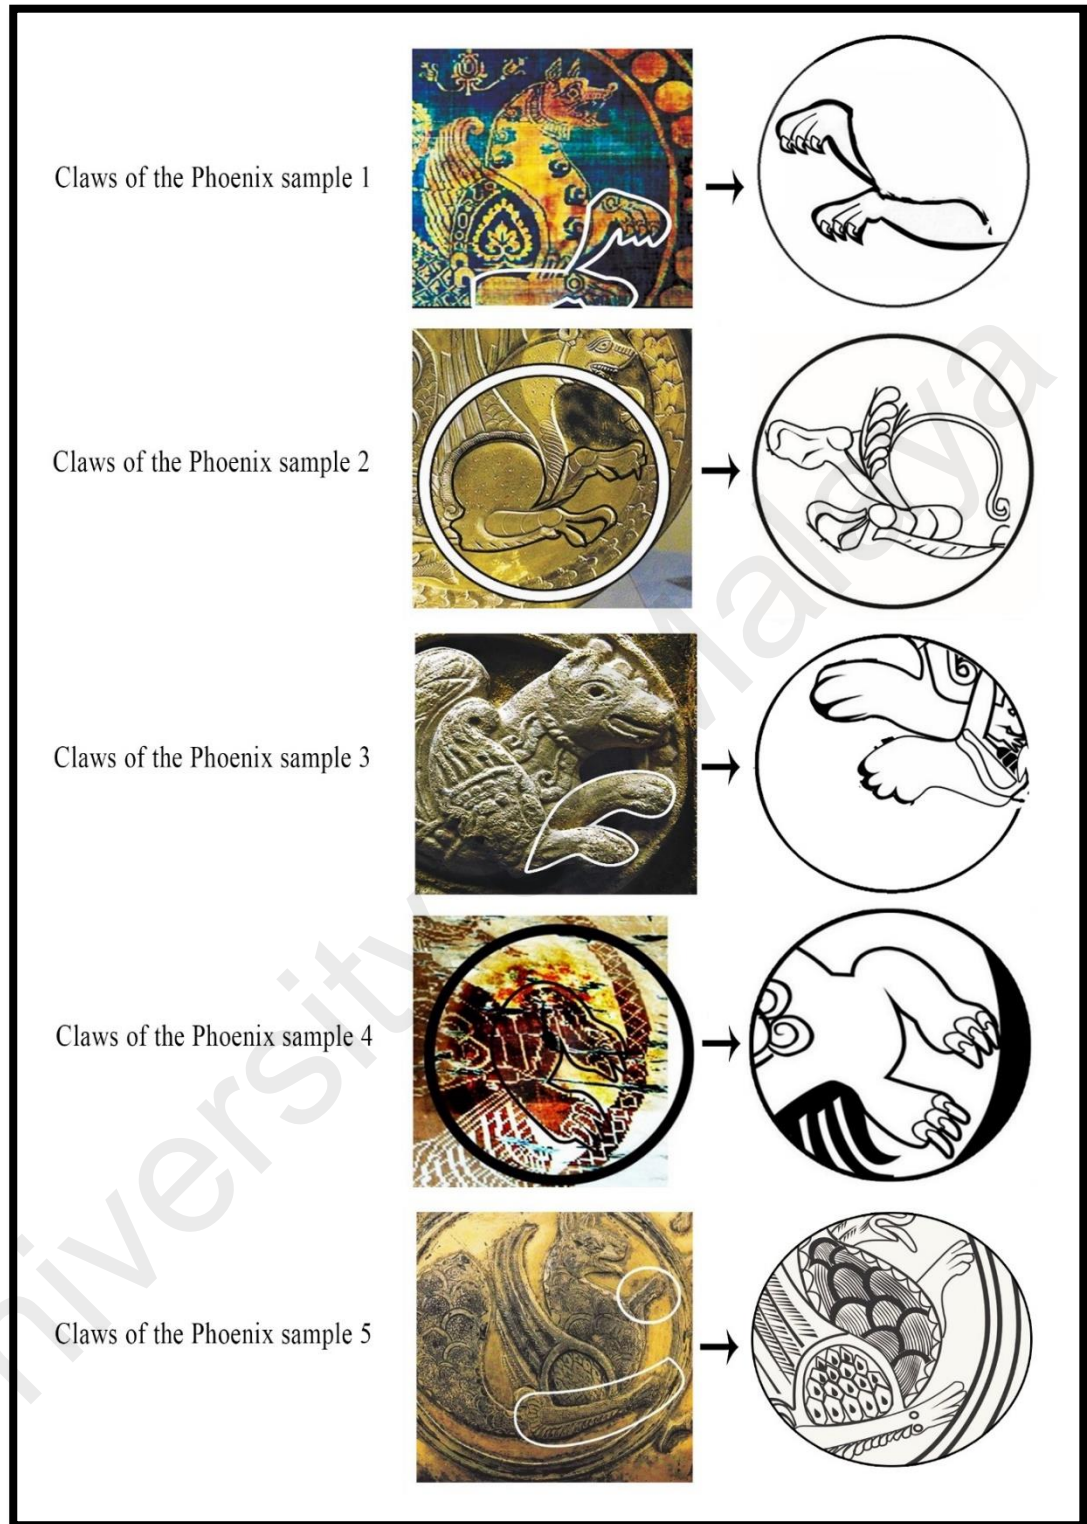 Claws of the Phoenix sample 1
Claws of the Phoenix sample 2
Claws of the Phoenix sample 3
Claws of the Phoenix sample 4
Claws of the Phoenix sample 5
Malaya